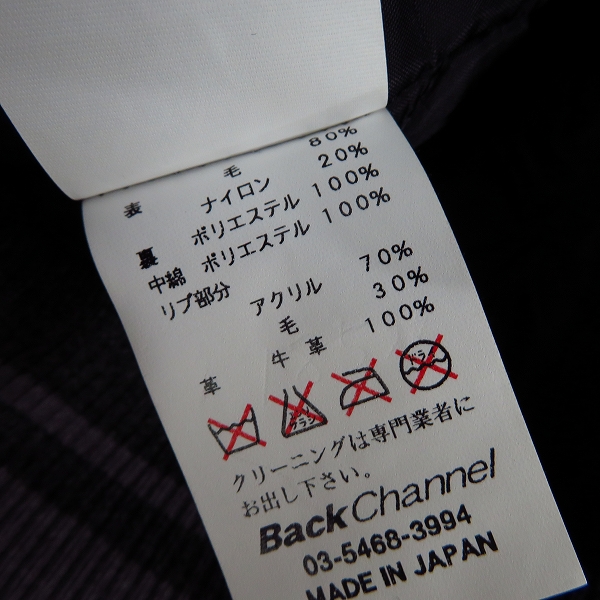 表 毛 80%
ナイロン 20%
裏 ポリエステル 100%
中綿 ポリエステル 100%
リブ部分
アクリル 70%
毛 30%
革 牛革 100%
クリーニングは専門業者に
お出し下さい。
BackChannel
03-5468-3994
MADE IN JAPAN